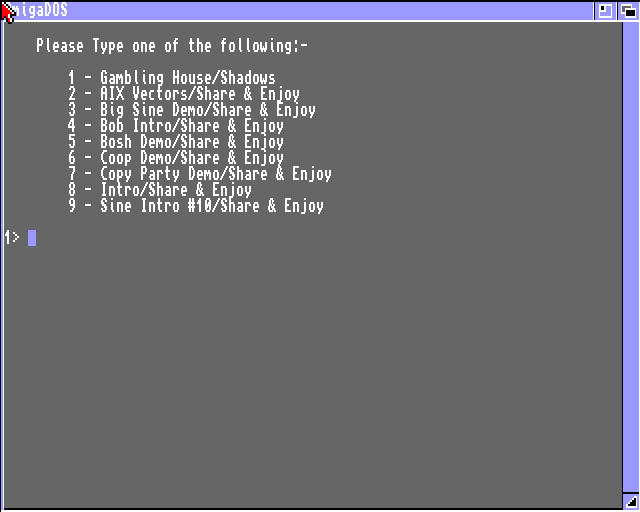 AmigaDOS
Please Type one of the following:-
1 - Gambling House/Shadows
2 - AIX Vectors/Share & Enjoy
3 - Big Sine Demo/Share & Enjoy
4 - Bob Intro/Share & Enjoy
5 - Bosh Demo/Share & Enjoy
6 - Coop Demo/Share & Enjoy
7 - Copy Party Demo/Share & Enjoy
8 - Intro/Share & Enjoy
9 - Sine Intro #10/Share & Enjoy
1>